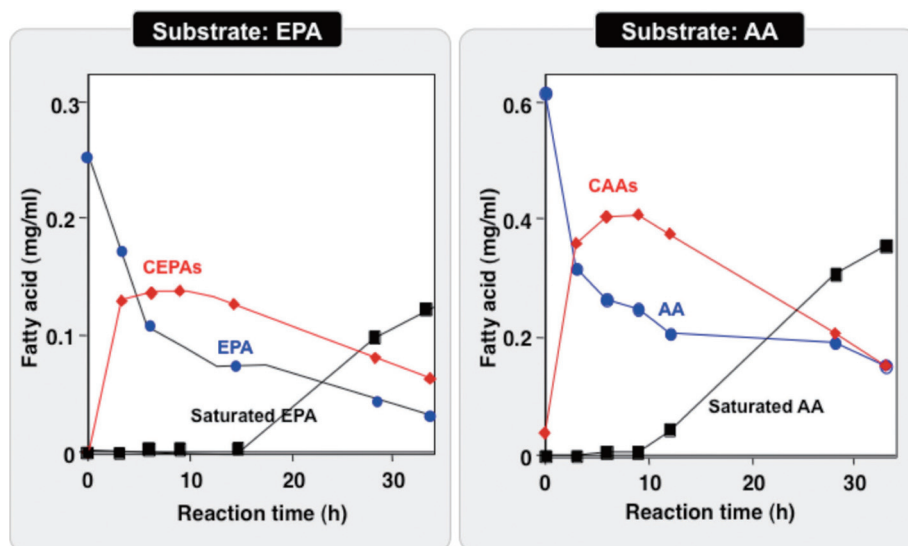 Substrate: EPA
Fatty acid (mg/ml)
0.3
0.2
0.1
0
CEPAs
EPA
Saturated EPA
0 10 20 30
Reaction time (h)
Substrate: AA
Fatty acid (mg/ml)
0.6
0.4
0.2
0
CAAs
AA
Saturated AA
0 10 20 30
Reaction time (h)